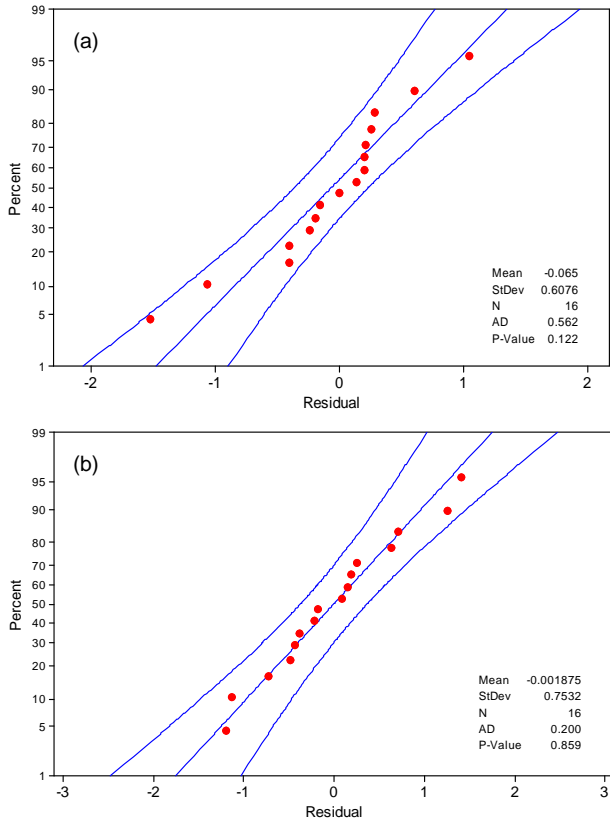 99
(a)
95
90
80
70
60
50
40
30
20
10
5
1
Percent
Mean -0.065
StDev 0.6076
N 16
AD 0.562
P-Value 0.122
-2 -1 0 1 2
Residual
99
(b)
95
90
80
70
60
50
40
30
20
10
5
1
Percent
Mean -0.001875
StDev 0.7532
N 16
AD 0.200
P-Value 0.859
-3 -2 -1 0 1 2 3
Residual